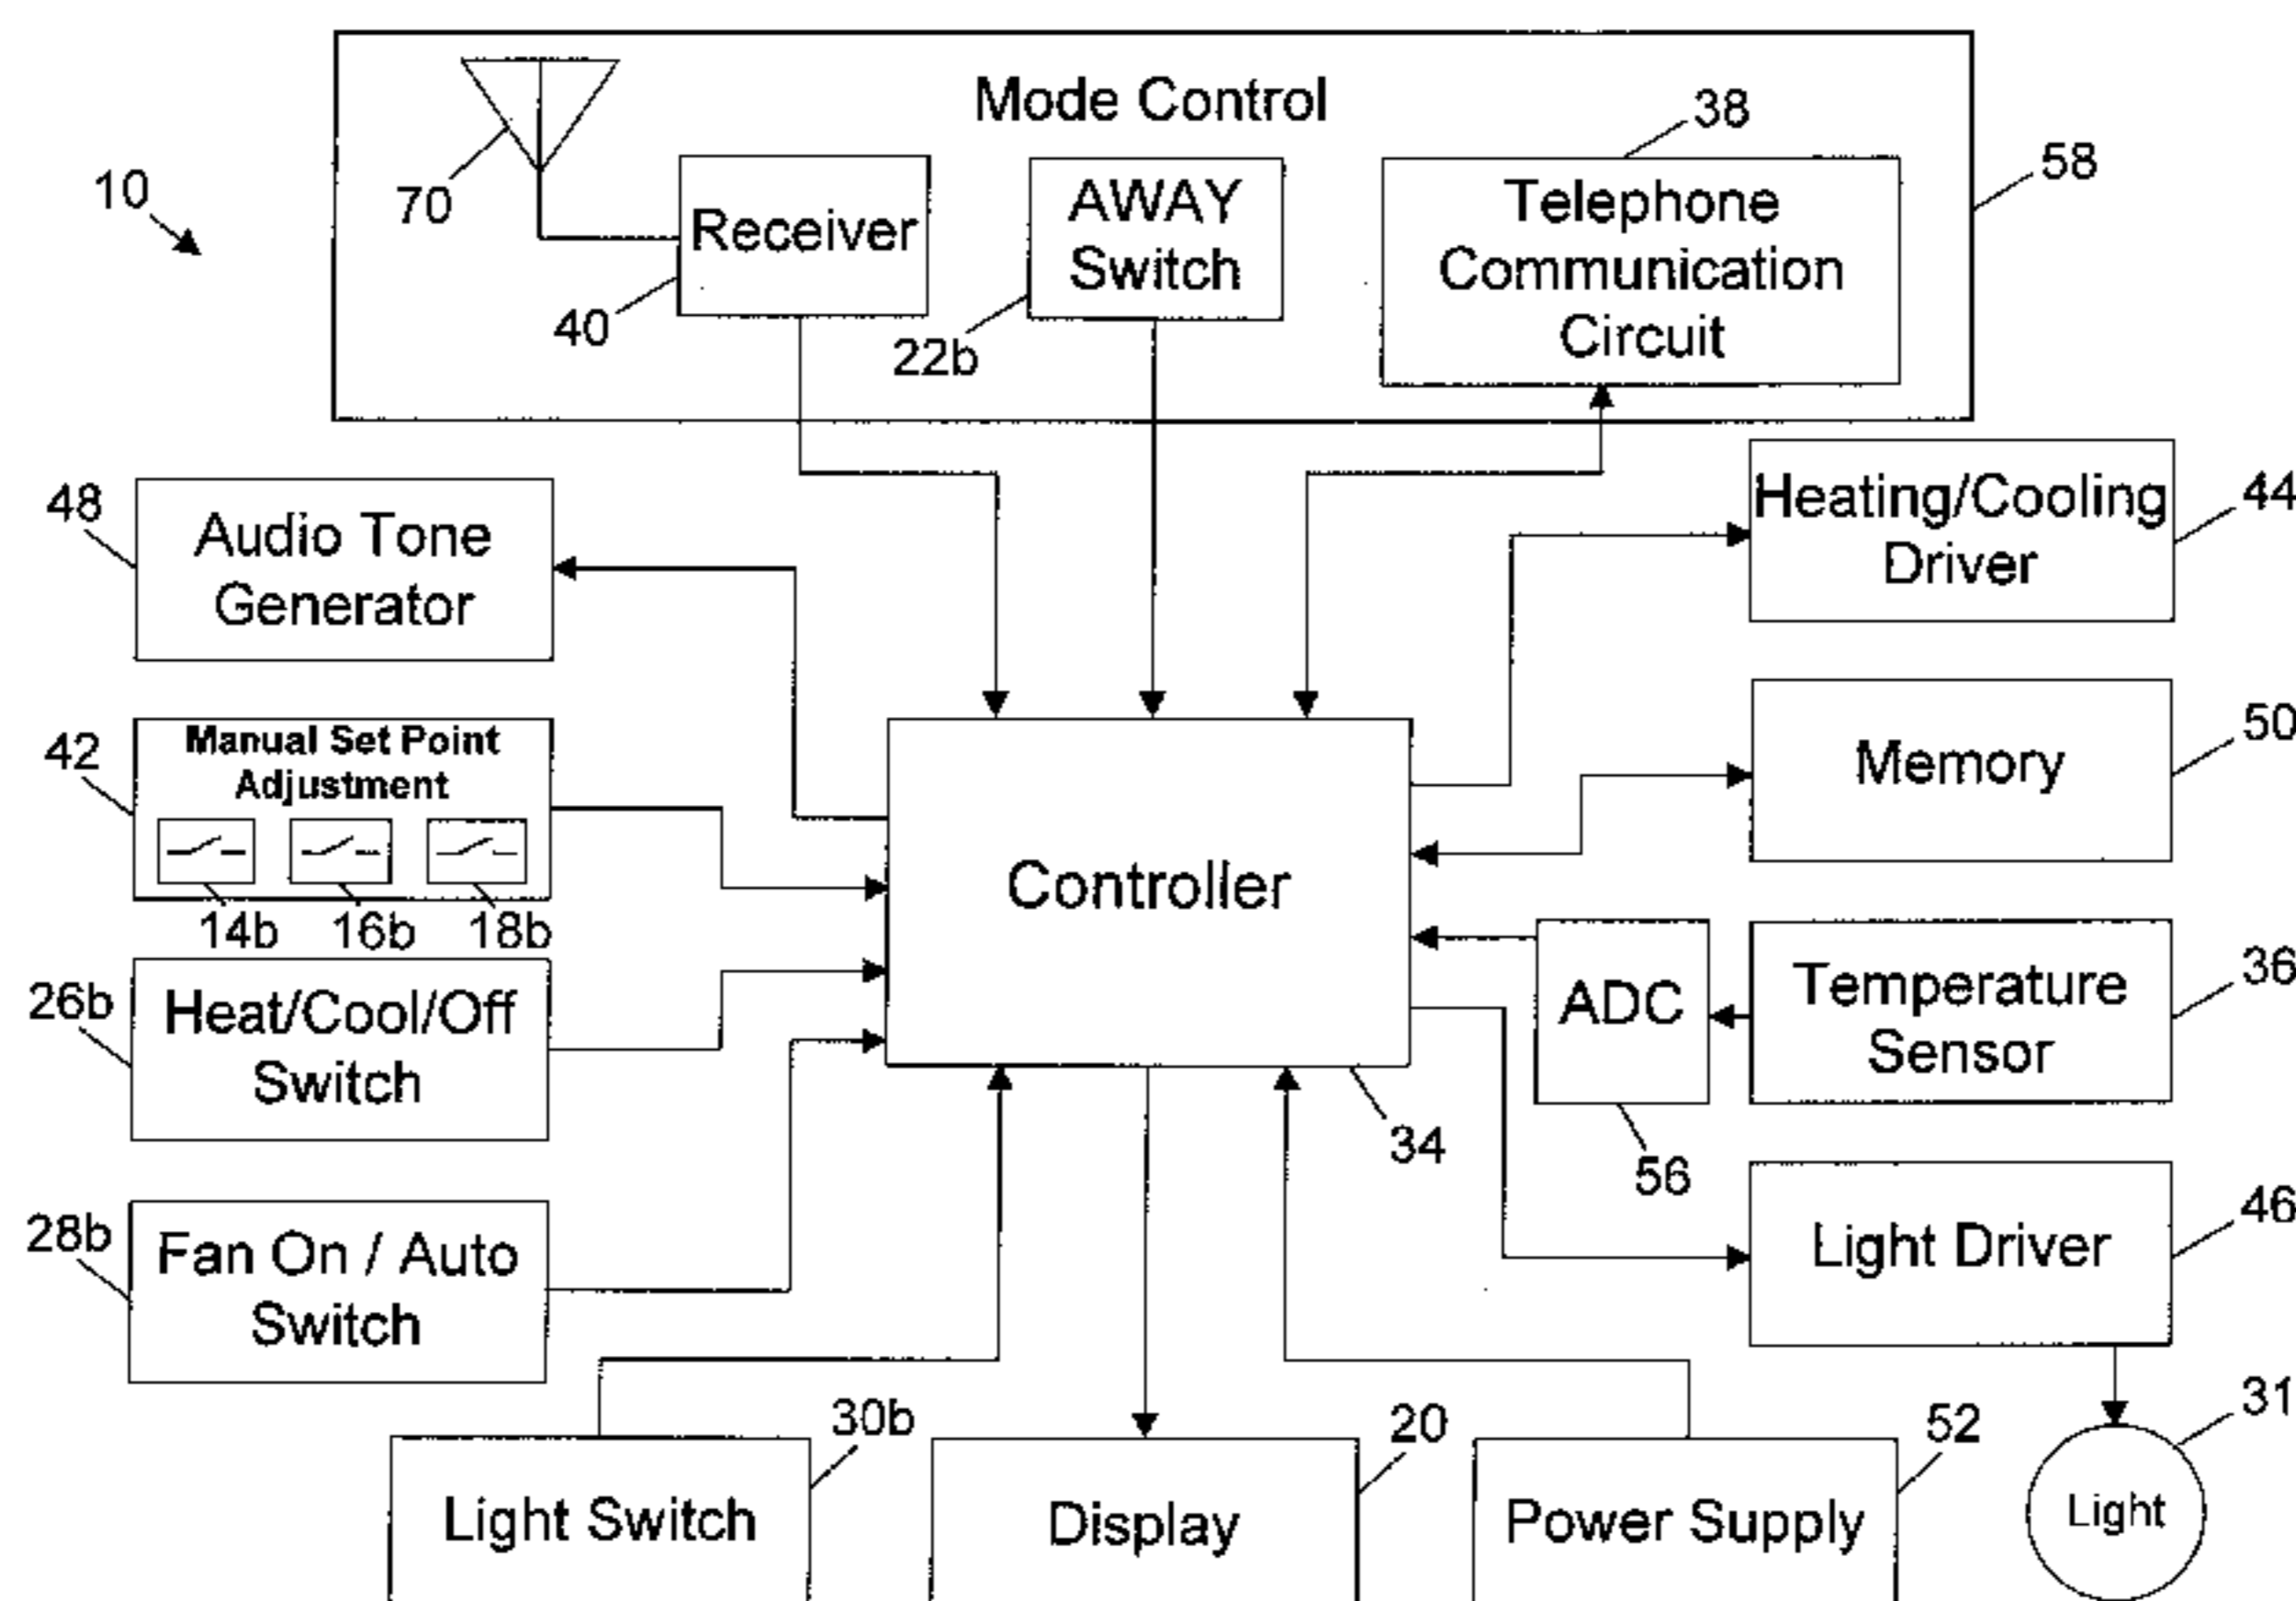 Mode Control
38
58
10
70
Receiver
AWAY
Switch
Telephone
Communication
Circuit
40
22b
48
Audio Tone
Generator
Heating/Cooling
Driver
44
42
Manual Set Point
Adjustment
14b 16b 18b
Controller
Memory
50
26b
Heat/Cool/Off
Switch
ADC
Temperature
Sensor
36
34
56
28b
Fan On / Auto
Switch
Light Driver
46
30b
20
52
31
Light Switch
Display
Power Supply
Light